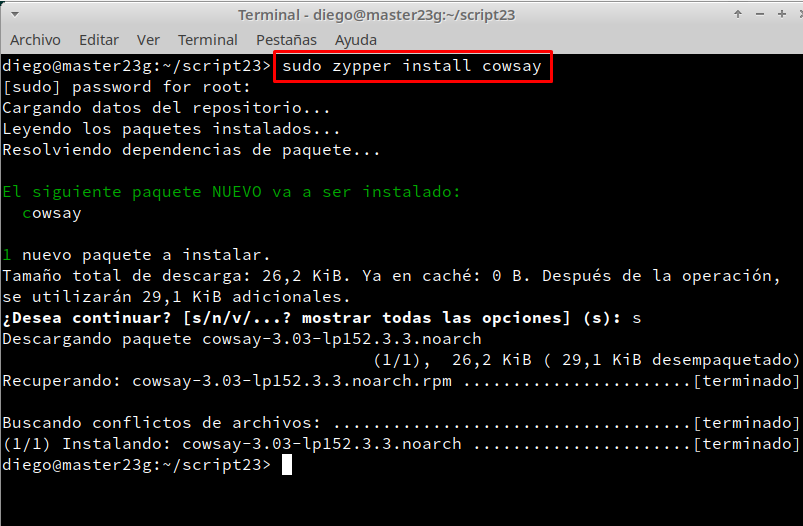 Terminal - diego@master23g:~/script23
Archivo Editar Ver Terminal Pestañas Ayuda
diego@master23g:~/script23> sudo zypper install cowsay
[sudo] password for root:
Cargando datos del repositorio...
Leyendo los paquetes instalados...
Resolviendo dependencias de paquete...
El siguiente paquete NUEVO va a ser instalado:
cowsay
1 nuevo paquete a instalar.
Tamaño total de descarga: 26,2 KiB. Ya en caché: 0 B. Después de la operación,
se utilizarán 29,1 KiB adicionales.
¿Desea continuar? [s/n/v/...? mostrar todas las opciones] (s): s
Descargando paquete cowsay-3.03-lp152.3.3.noarch
(1/1), 26,2 KiB ( 29,1 KiB desempaquetado)
Recuperando: cowsay-3.03-lp152.3.3.noarch.rpm .......................[terminado]
Buscando conflictos de archivos: ....................................[terminado]
(1/1) Instalando: cowsay-3.03-lp152.3.3.noarch ......................[terminado]
diego@master23g:~/script23>